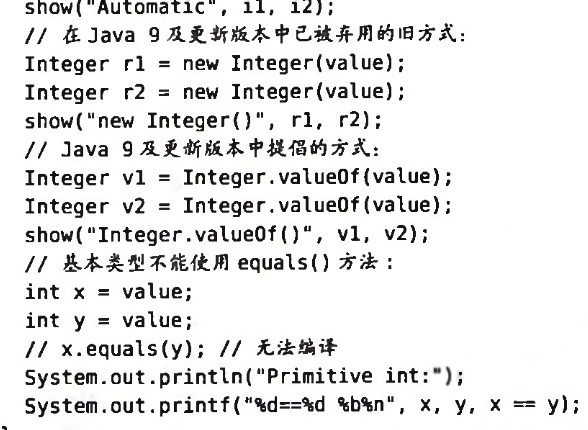 show("Automatic", i1, i2);
// 在 Java 9 及更新版本中已被弃用的旧方式：
Integer r1 = new Integer(value);
Integer r2 = new Integer(value);
show("new Integer()", r1, r2);
// Java 9 及更新版本中提倡的方式：
Integer v1 = Integer.valueOf(value);
Integer v2 = Integer.valueOf(value);
show("Integer.valueOf()", v1, v2);
// 基本类型不能使用 equals() 方法：
int x = value;
int y = value;
// x.equals(y); // 无法编译
System.out.println("Primitive int:");
System.out.printf("%d==%d %b%n", x, y, x == y);